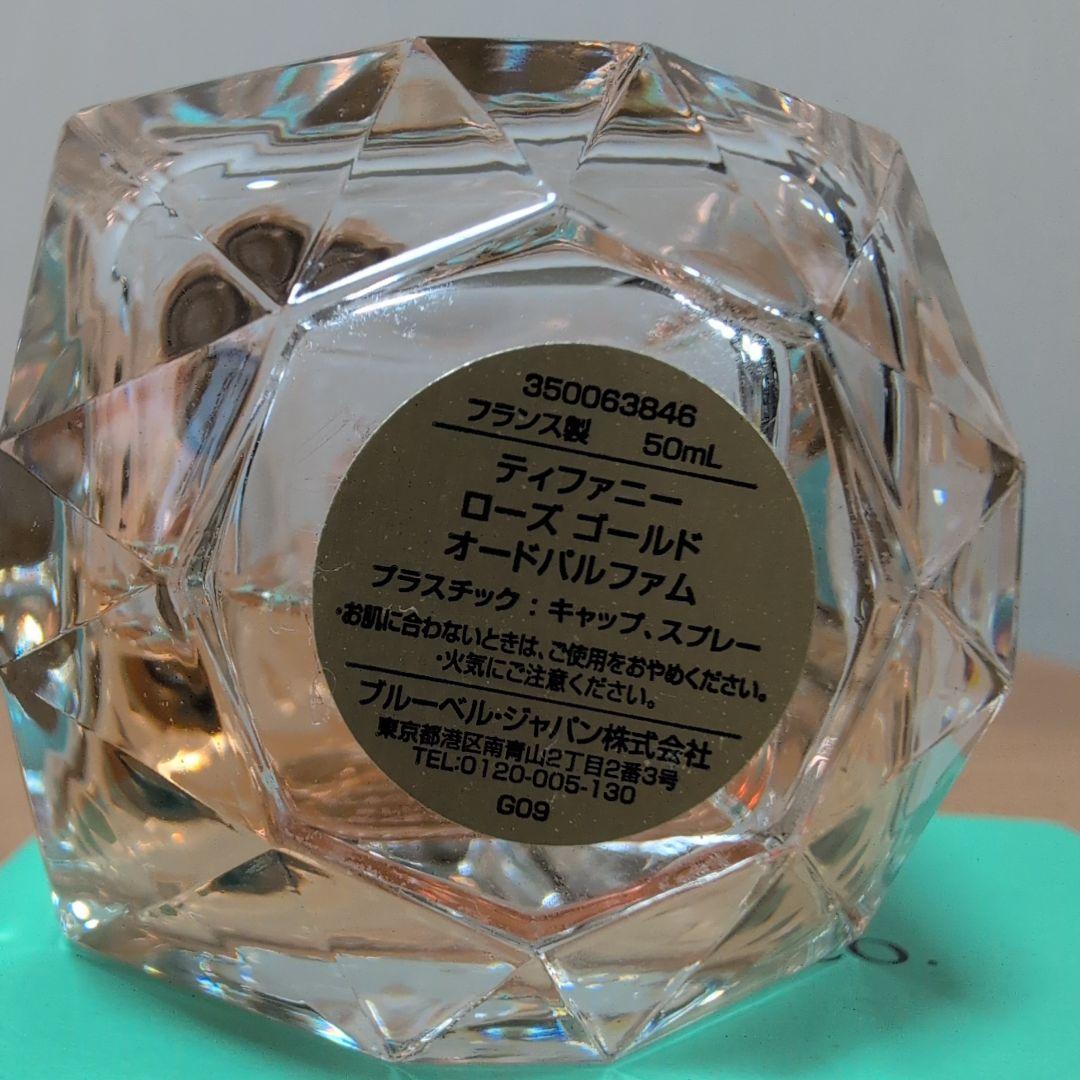 350063846
フランス製 50mL
ティファニー
ローズ ゴールド
オードパルファム
プラスチック：キャップ、スプレー
・お肌に合わないときは、ご使用をおやめください。
・火気にご注意ください。
ブルーベル・ジャパン株式会社
東京都港区南青山2丁目2番3号
TEL:0120-005-130
G09
o.